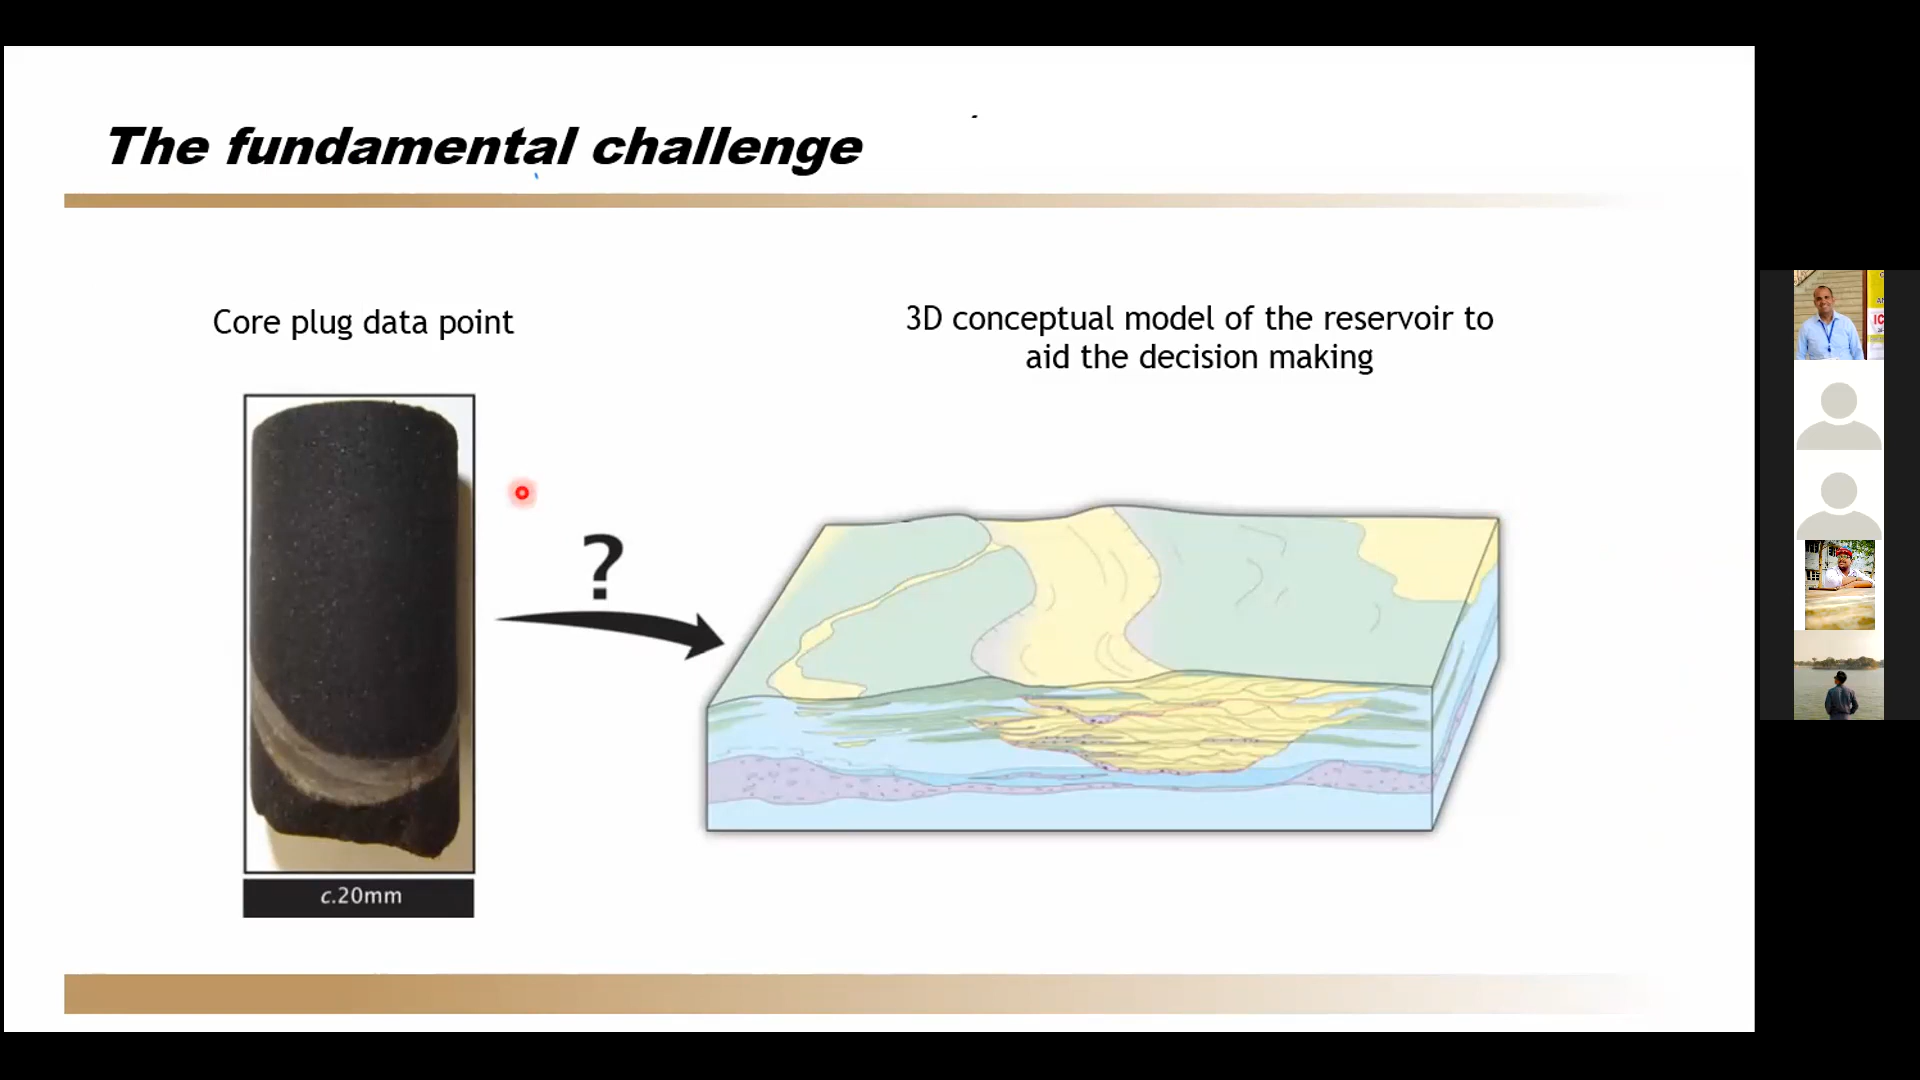 The fundamental challenge
Core plug data point
3D conceptual model of the reservoir to
aid the decision making
?
c.20mm